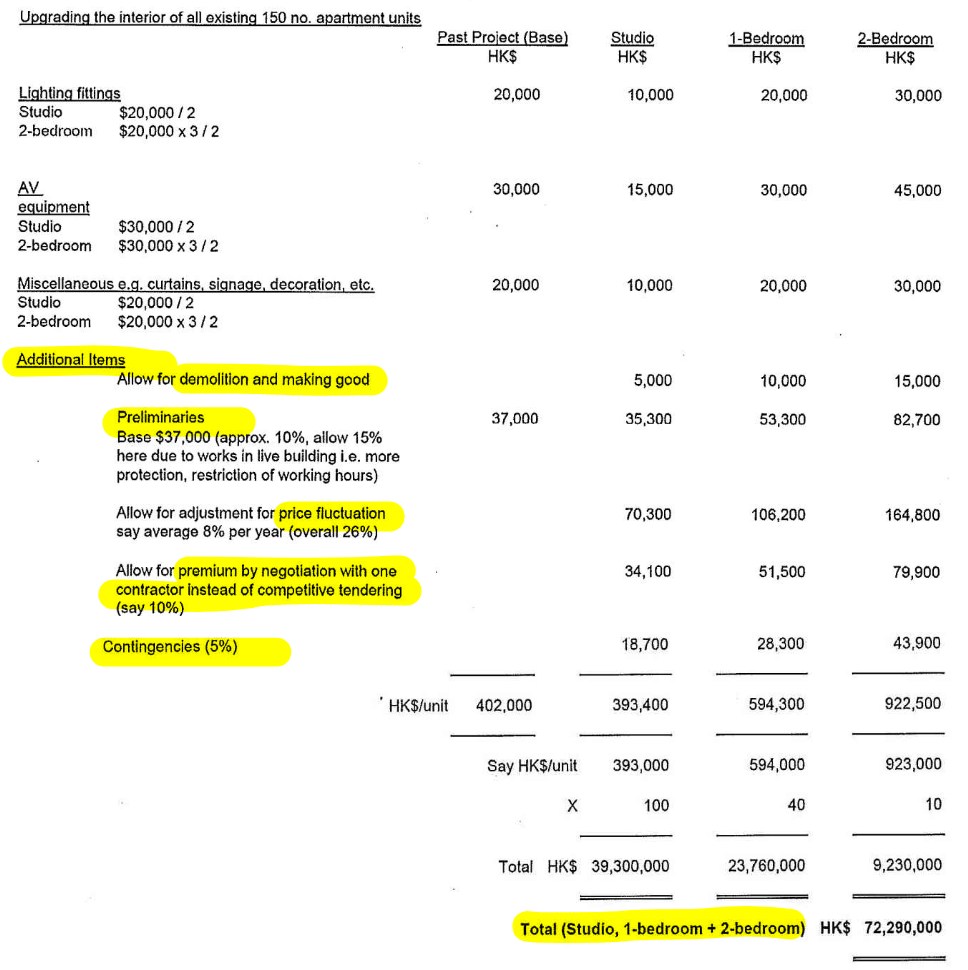 Upgrading the interior of all existing 150 no. apartment units
Past Project (Base) Studio 1-Bedroom 2-Bedroom
HK$ HK$ HK$ HK$
Lighting fittings 20,000 10,000 20,000 30,000
Studio $20,000 / 2
2-bedroom $20,000 x 3 / 2
AV 30,000 15,000 30,000 45,000
equipment
Studio $30,000 / 2
2-bedroom $30,000 x 3 / 2
Miscellaneous e.g. curtains, signage, decoration, etc. 20,000 10,000 20,000 30,000
Studio $20,000 / 2
2-bedroom $20,000 x 3 / 2
Additional Items
Allow for demolition and making good 5,000 10,000 15,000
Preliminaries 37,000 35,300 53,300 82,700
Base $37,000 (approx. 10%, allow 15%
here due to works in live building i.e. more
protection, restriction of working hours)
Allow for adjustment for price fluctuation 70,300 106,200 164,800
say average 8% per year (overall 26%)
Allow for premium by negotiation with one 34,100 51,500 79,900
contractor instead of competitive tendering
(say 10%)
Contingencies (5%) 18,700 28,300 43,900
HK$/unit 402,000 393,400 594,300 922,500
Say HK$/unit 393,000 594,000 923,000
X 100 40 10
Total HK$ 39,300,000 23,760,000 9,230,000
Total (Studio, 1-bedroom + 2-bedroom) HK$ 72,290,000